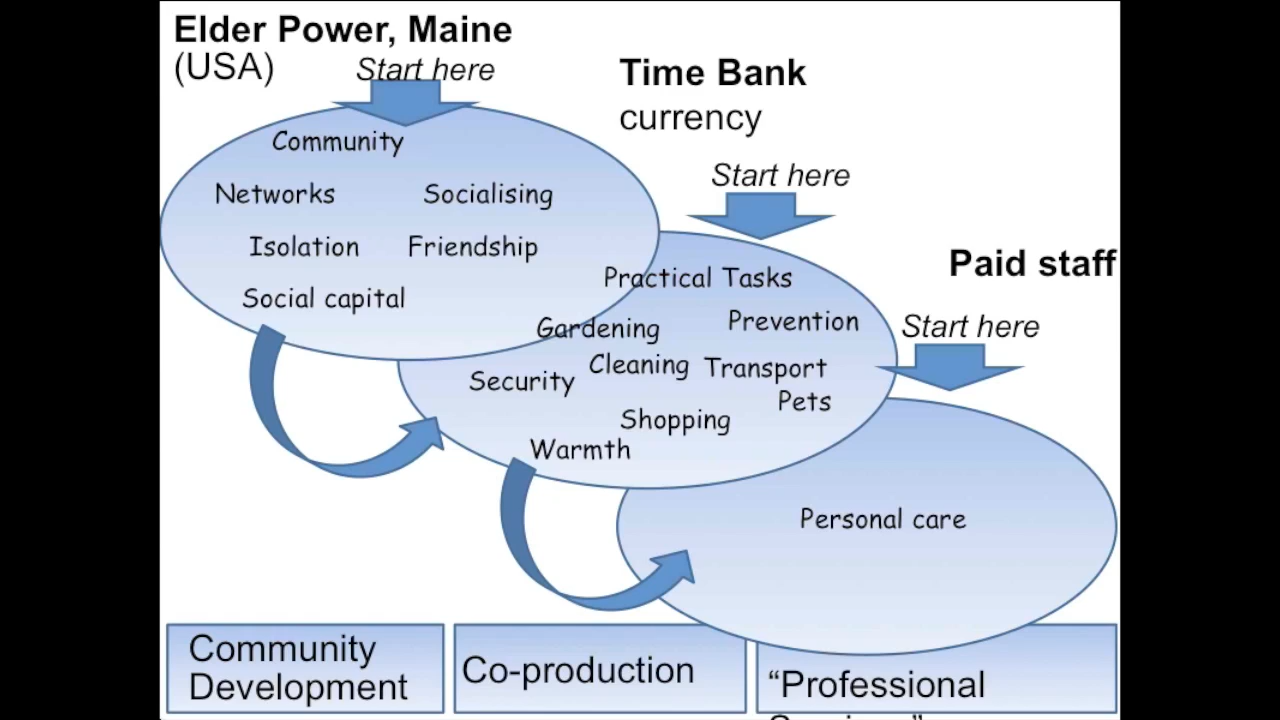 Elder Power, Maine
(USA)
Start here
Time Bank
currency
Start here
Paid staff
Start here
Community
Networks Socialising
Isolation Friendship
Social capital
Practical Tasks
Gardening Prevention
Cleaning Transport
Security
Pets
Shopping
Warmth
Personal care
Community
Development
Co-production
“Professional